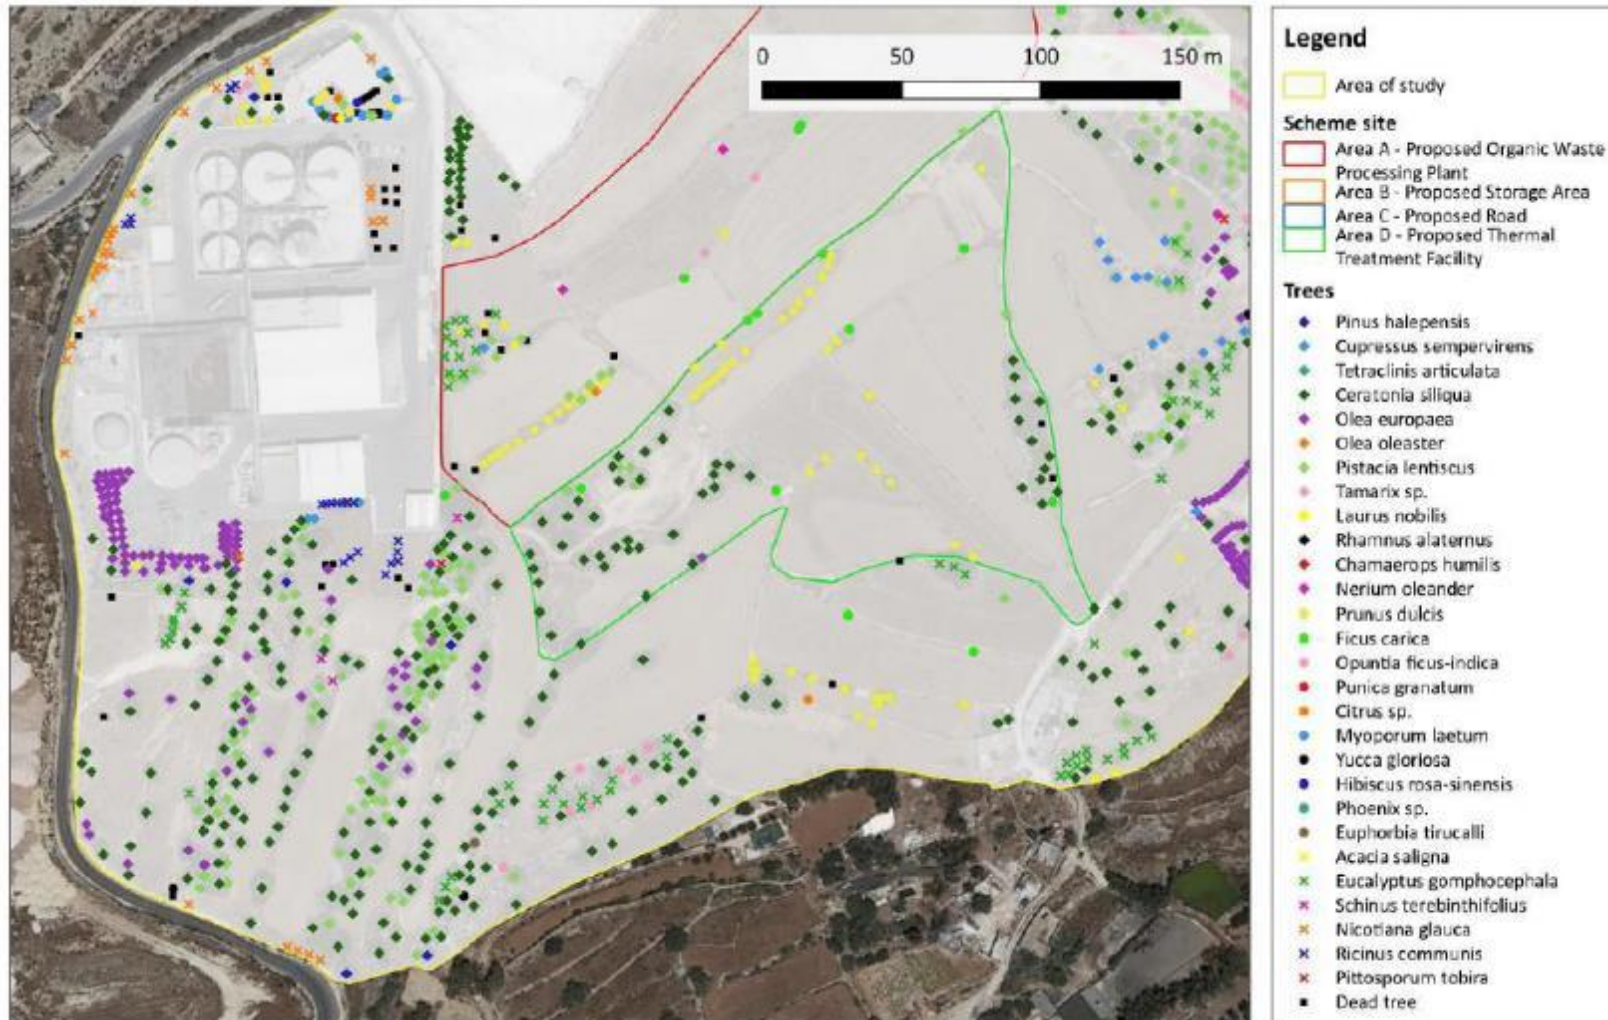 0 50 100 150 m
Legend
Area of study
Scheme site
Area A - Proposed Organic Waste
Processing Plant
Area B - Proposed Storage Area
Area C - Proposed Road
Area D - Proposed Thermal
Treatment Facility
Trees
Pinus halepensis
Cupressus sempervirens
Tetraclinis articulata
Ceratonia siliqua
Olea europaea
Olea oleaster
Pistacia lentiscus
Tamarix sp.
Laurus nobilis
Rhamnus alaternus
Chamaerops humilis
Nerium oleander
Prunus dulcis
Ficus carica
Opuntia ficus-indica
Punica granatum
Citrus sp.
Myoporum laetum
Yucca gloriosa
Hibiscus rosa-sinensis
Phoenix sp.
Euphorbia tirucalli
Acacia saligna
Eucalyptus gomphocephala
Schinus terebinthifolius
Nicotiana glauca
Ricinus communis
Pittosporum tobira
Dead tree